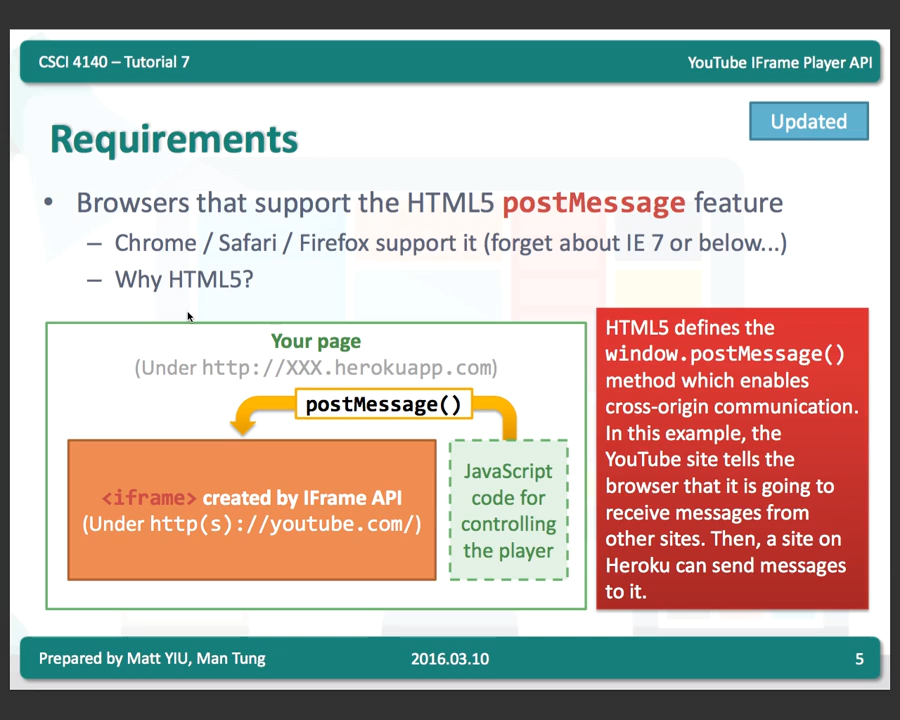 CSCI 4140 – Tutorial 7
YouTube IFrame Player API
Updated
Requirements
• Browsers that support the HTML5 postMessage feature
– Chrome / Safari / Firefox support it (forget about IE 7 or below...)
– Why HTML5?
Your page
(Under http://XXX.herokuapp.com)
postMessage()
<iframe> created by IFrame API
(Under http(s)://youtube.com/)
JavaScript
code for
controlling
the player
HTML5 defines the
window.postMessage()
method which enables
cross-origin communication.
In this example, the
YouTube site tells the
browser that it is going to
receive messages from
other sites. Then, a site on
Heroku can send messages
to it.
Prepared by Matt YIU, Man Tung
2016.03.10
5